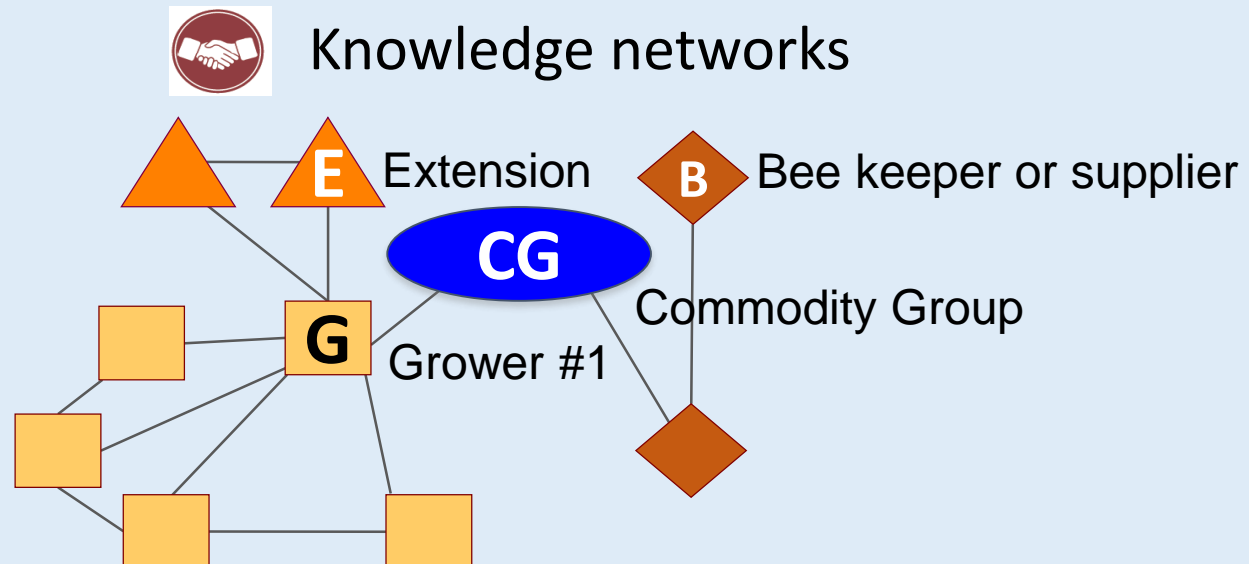 Knowledge networks
E Extension
B Bee keeper or supplier
CG
Commodity Group
G
Grower #1